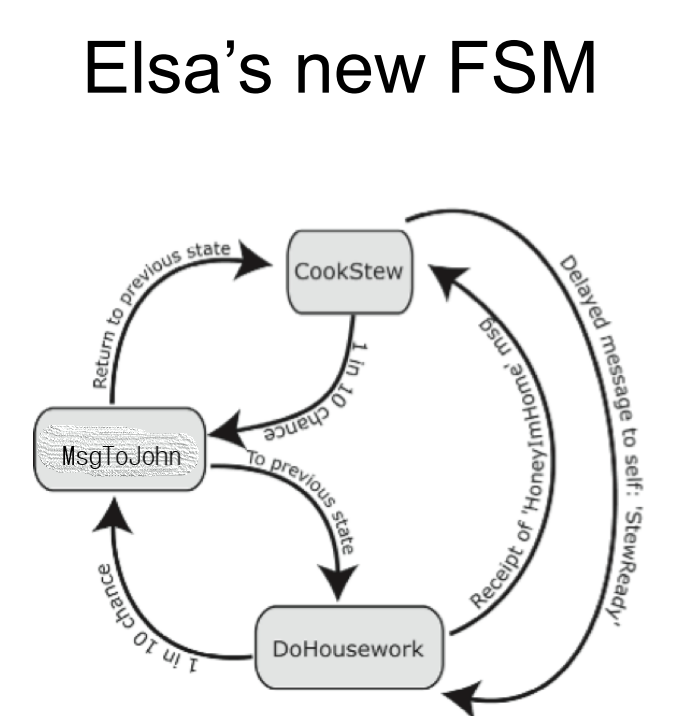 Elsa's new FSM
Return to previous state
CookStew
Delayed message to self: 'StewReady'
1 in 10 chance
Receipt of 'HoneyImHome' msg
MsgToJohn
To previous state
1 in 10 chance
DoHousework